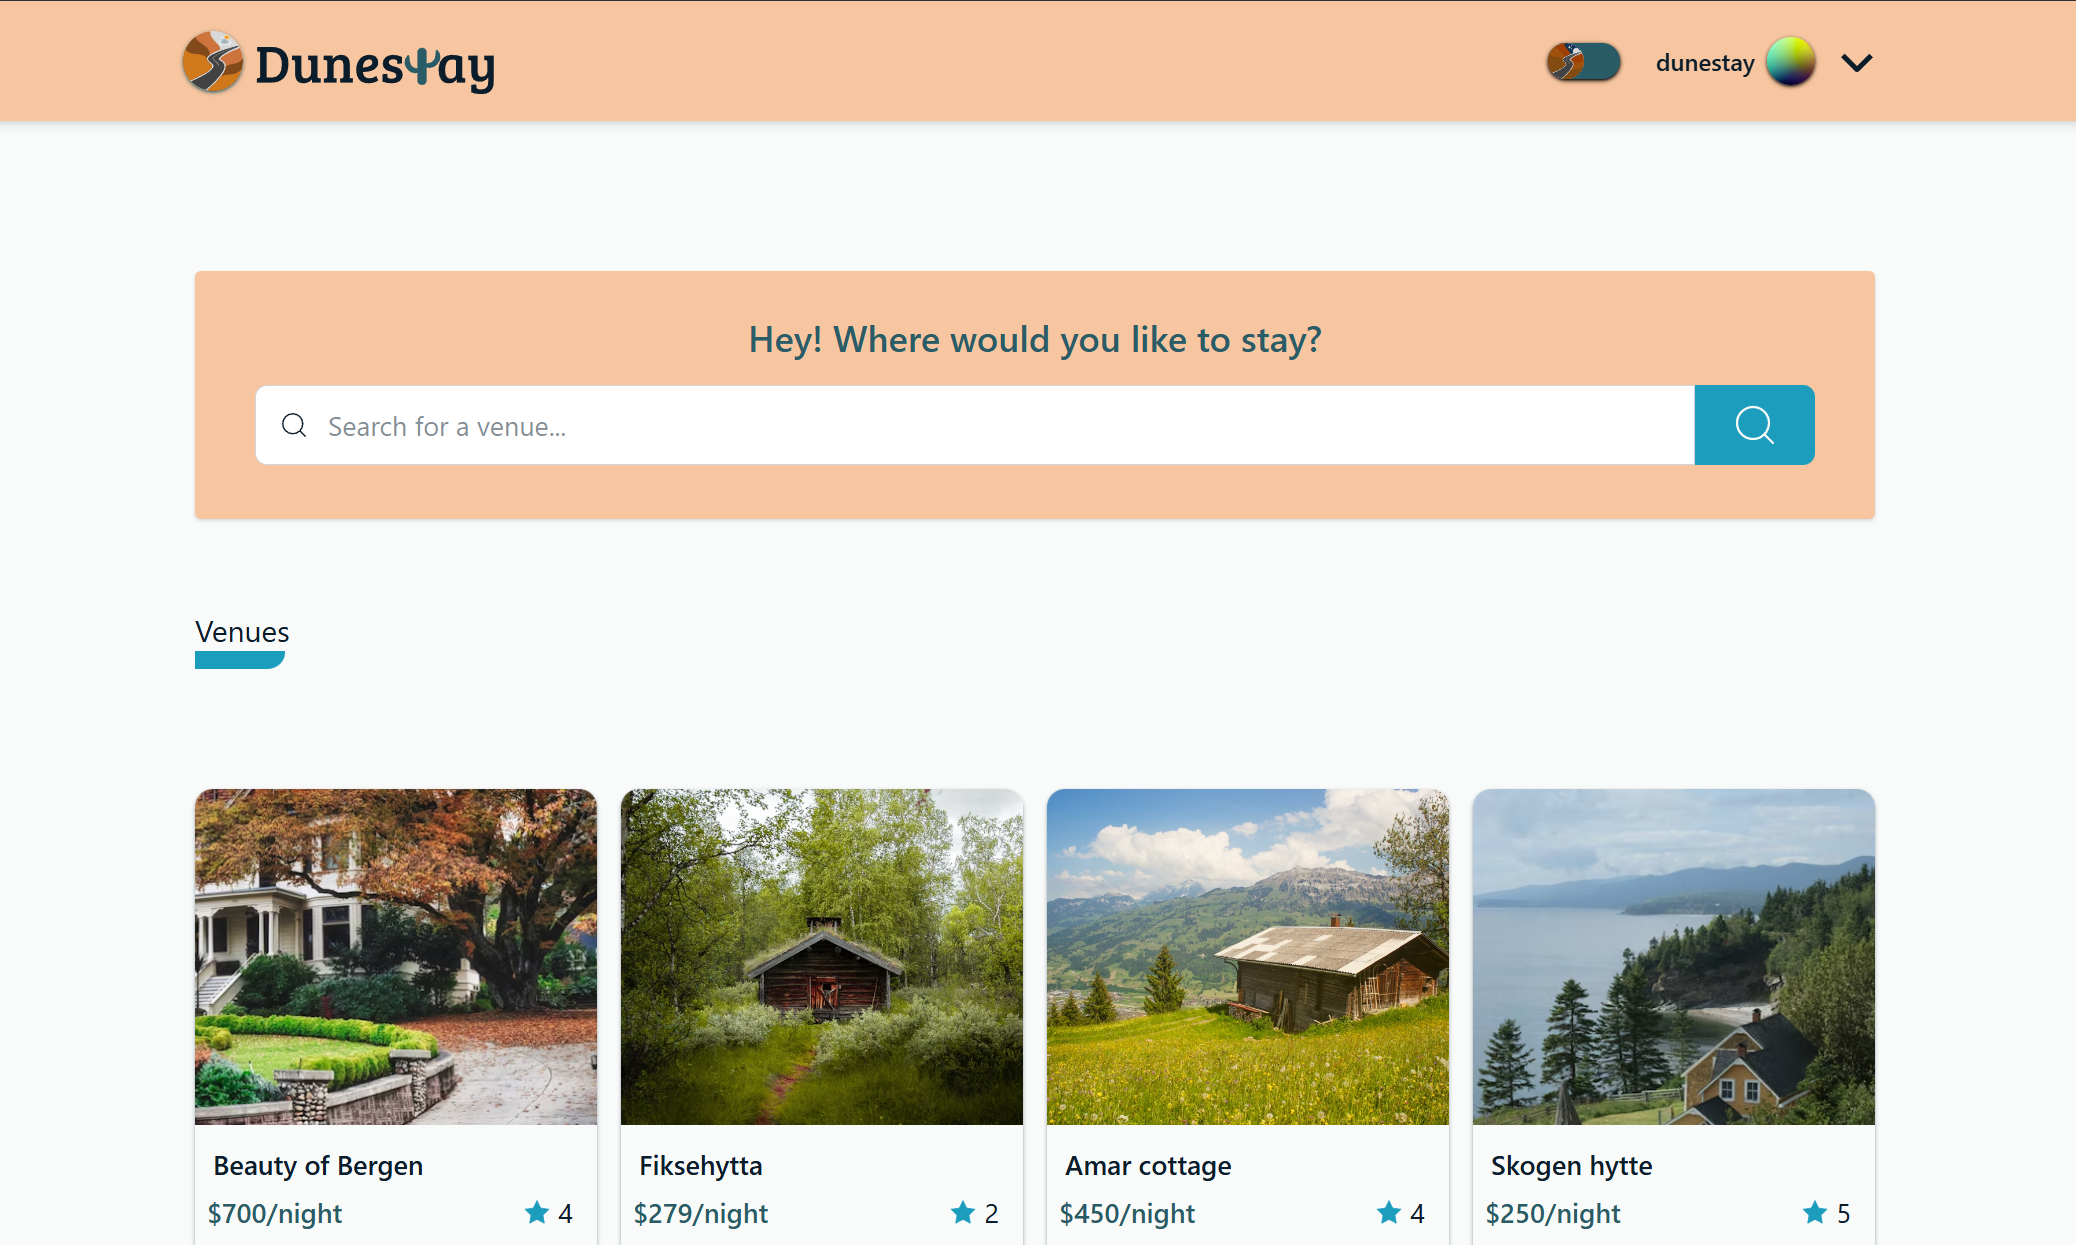 Dunestay
dunestay
Hey! Where would you like to stay?
Search for a venue...
Venues
Beauty of Bergen
$700/night
4
Fiksehytta
$279/night
2
Amar cottage
$450/night
4
Skogen hytte
$250/night
5